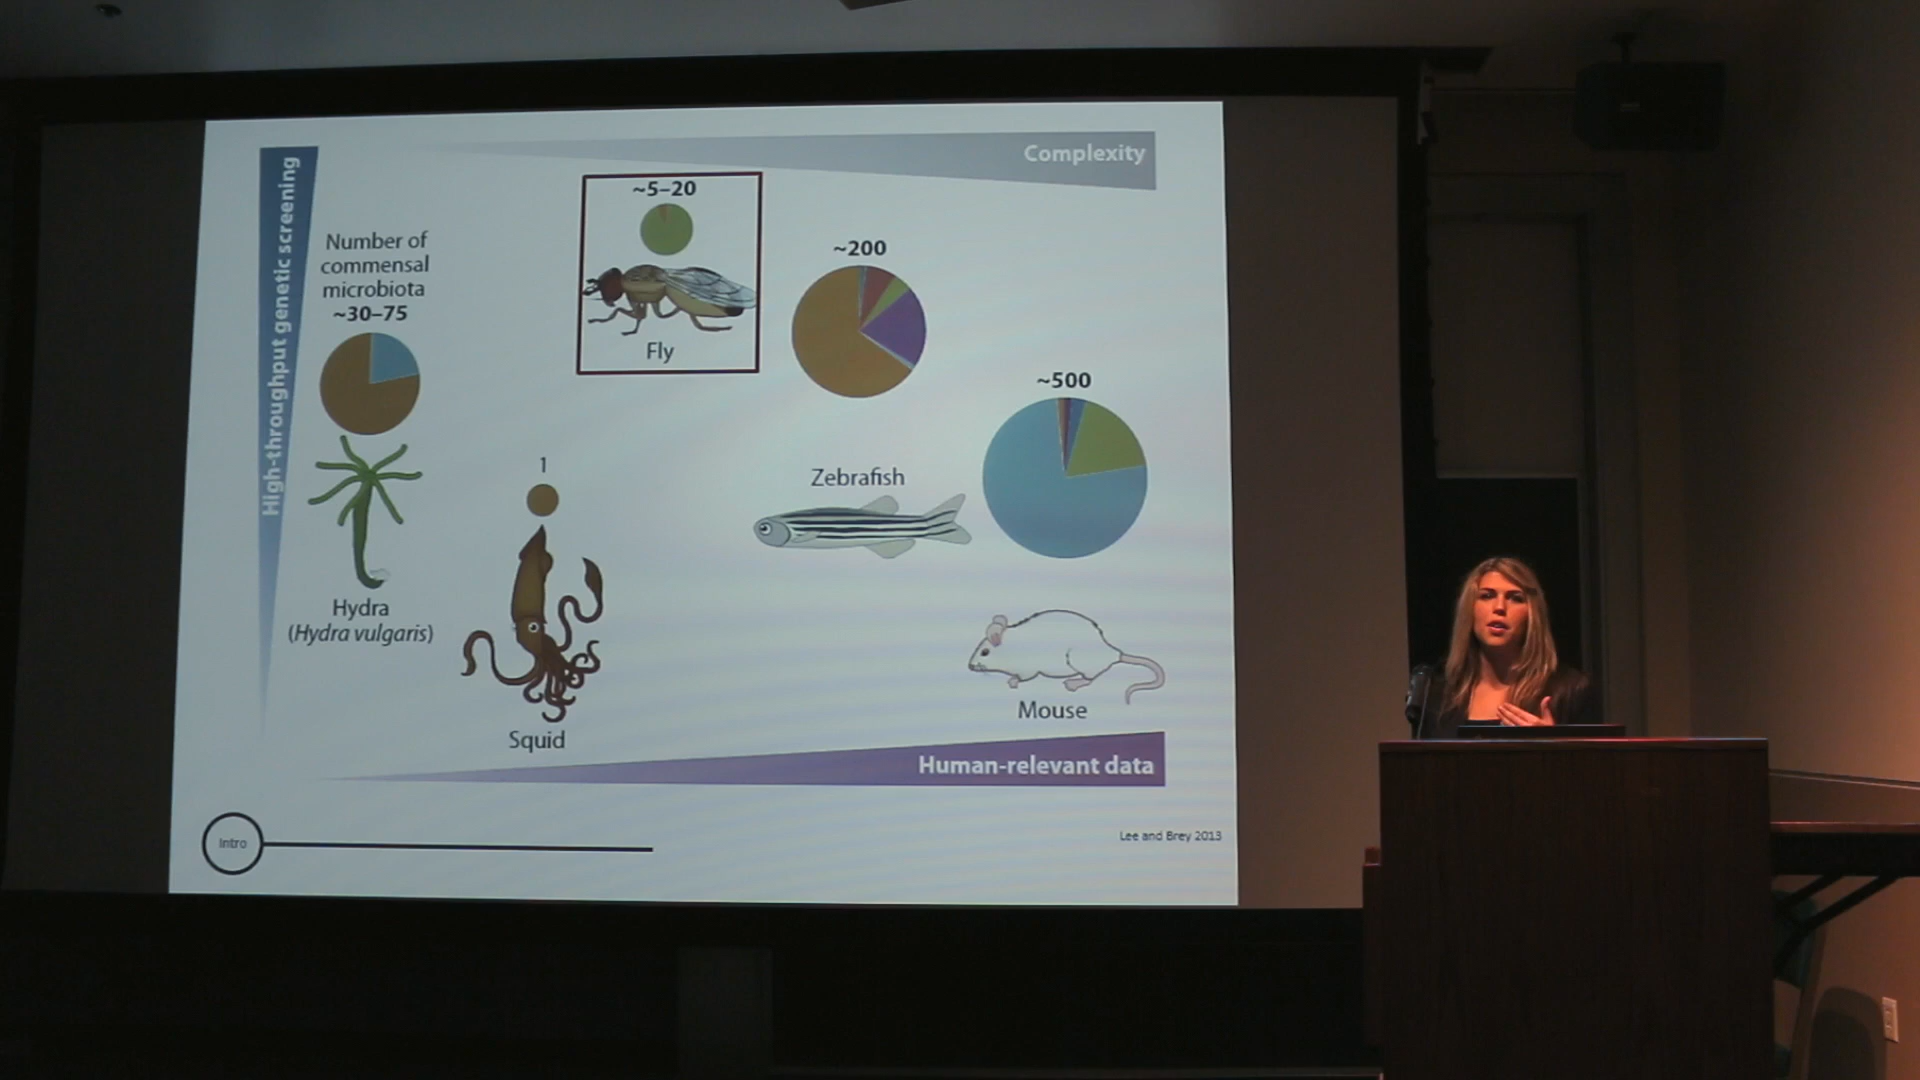 Complexity
High-throughput genetic screening
Number of
commensal
microbiota
~30–75
~5–20
Fly
~200
~500
1
Zebrafish
Hydra
(Hydra vulgaris)
Squid
Mouse
Human-relevant data
Intro
Lee and Brey 2013